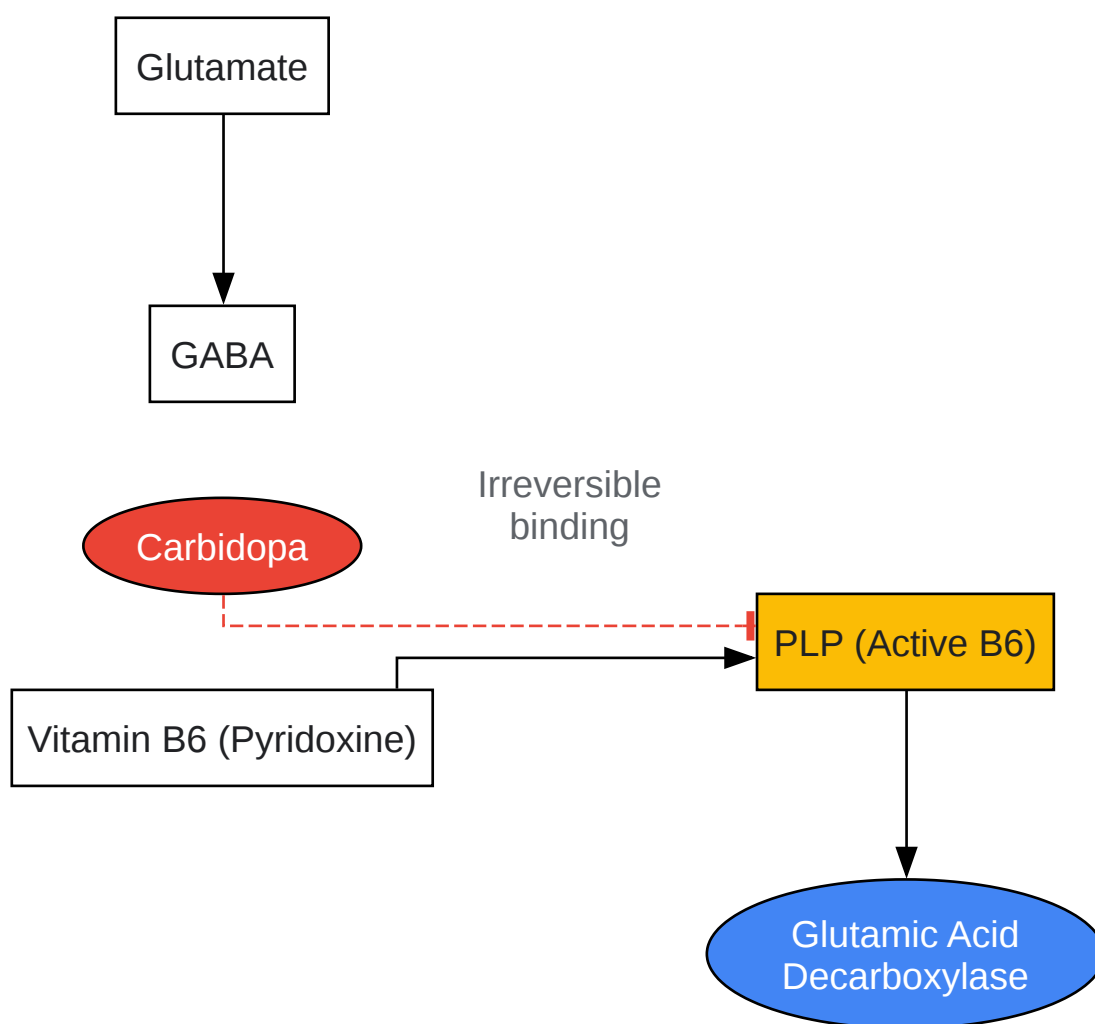 Glutamate
GABA
Irreversible
binding
Carbidopa
PLP (Active B6)
Vitamin B6 (Pyridoxine)
Glutamic Acid
Decarboxylase